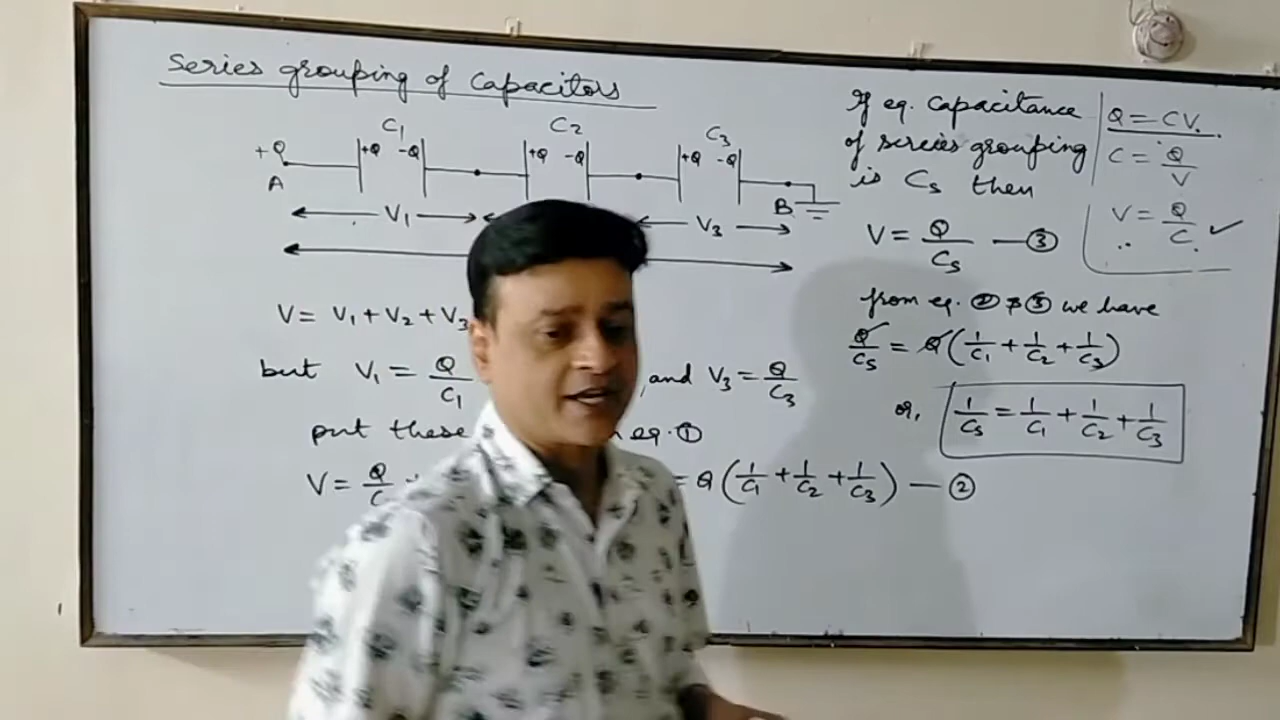 Series grouping of Capacitors
C₁ C₂ C₃
+Q +Q -Q +Q -Q +Q -Q
A B
V₁ V₃
V = V₁ + V₂ + V₃
but V₁ = Q/C₁ , and V₃ = Q/C₃
put these eq. ①
V = Q/C = Q (1/C₁ + 1/C₂ + 1/C₃) — ②
If eq. Capacitance
of series grouping
is Cs then
V = Q/Cs — ③
from eq. ② & ③ we have
Q/Cs = Q (1/C₁ + 1/C₂ + 1/C₃)
or, 1/Cs = 1/C₁ + 1/C₂ + 1/C₃
Q = CV.
C = Q/V
V = Q/C. ✓